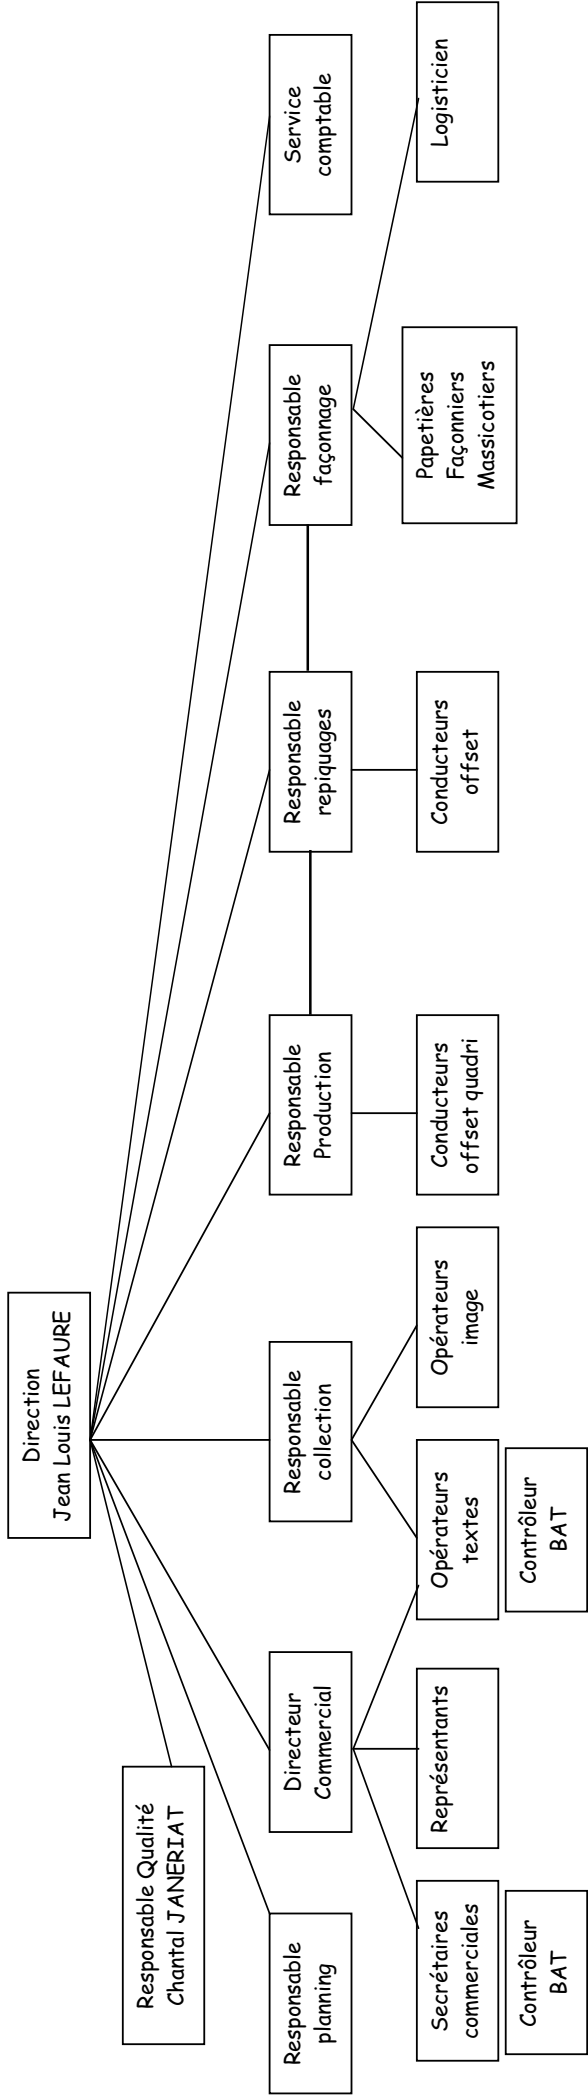 Direction
Jean Louis LEFAURE
Responsable Qualité
Chantal JANERIAT
Responsable
planning
Directeur
Commercial
Responsable
collection
Responsable
Production
Responsable
repiquages
Responsable
façonnage
Service
comptable
Secrétaires
commerciales
Représentants
Opérateurs
textes
Opérateurs
image
Conducteurs
offset quadri
Conducteurs
offset
Papetières
Façonniers
Massicotiers
Logisticien
Contrôleur
BAT
Contrôleur
BAT